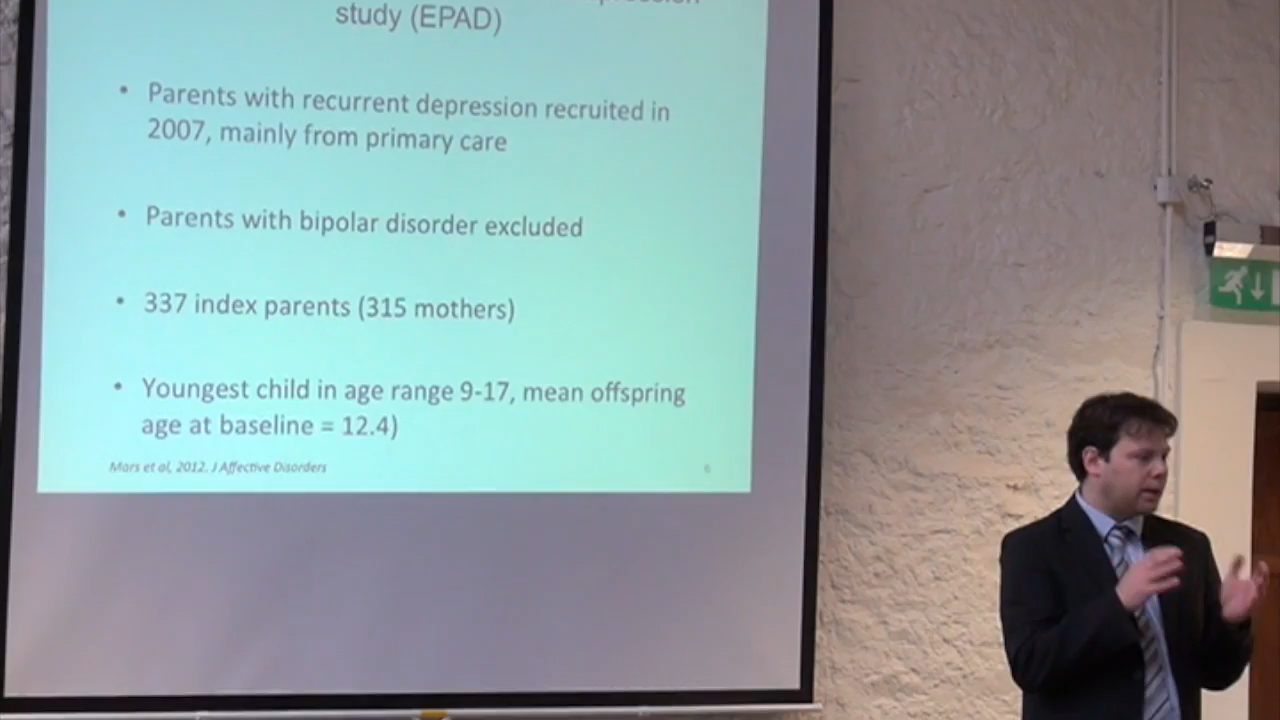 study (EPAD)
• Parents with recurrent depression recruited in
2007, mainly from primary care
• Parents with bipolar disorder excluded
• 337 index parents (315 mothers)
• Youngest child in age range 9-17, mean offspring
age at baseline = 12.4)
Mars et al, 2012. J Affective Disorders
6